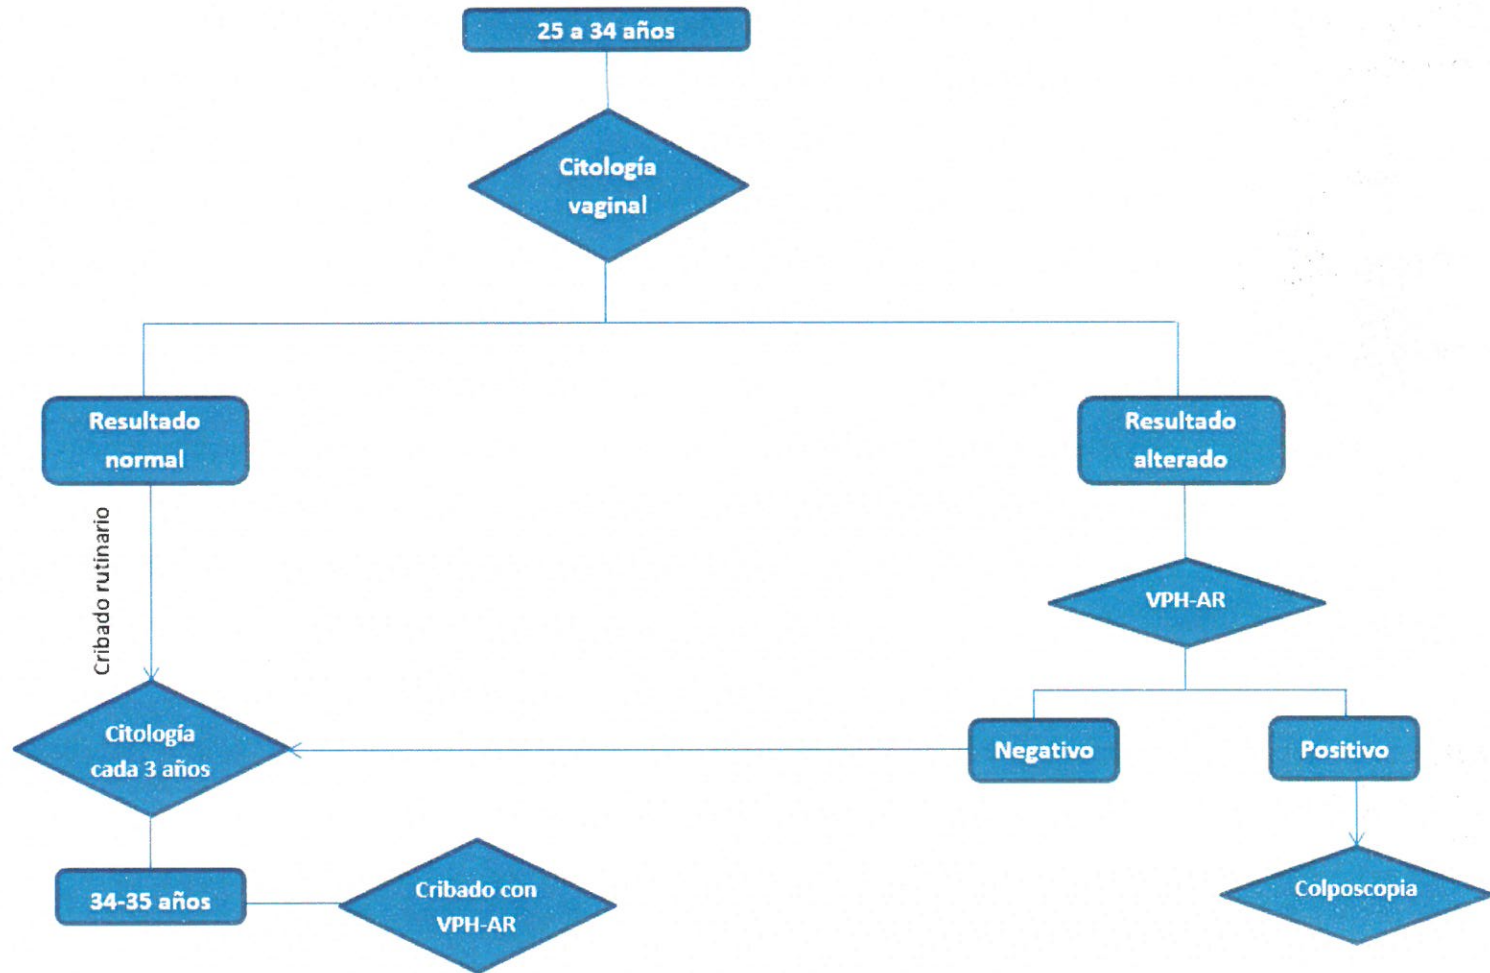 25 a 34 años
Citología
vaginal
Resultado
normal
Resultado
alterado
Cribado rutinario
VPH-AR
Citología
cada 3 años
Negativo
Positivo
34-35 años
Cribado con
VPH-AR
Colposcopia